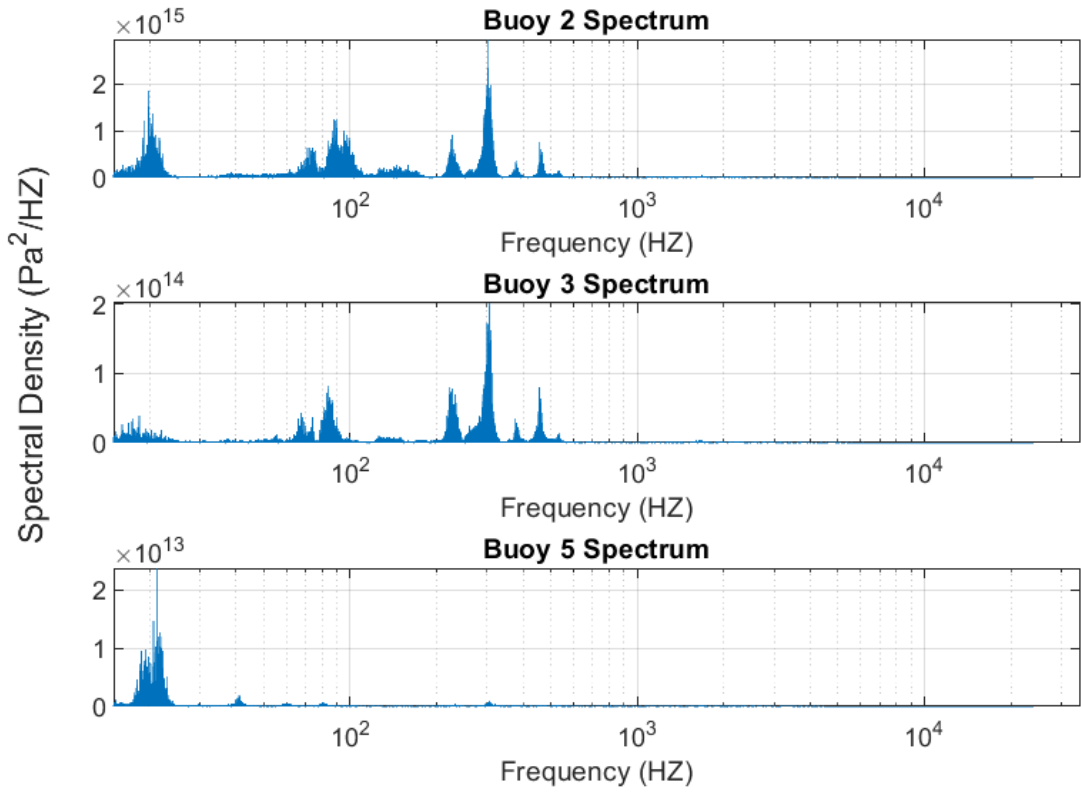 Spectral Density (Pa²/HZ)
Buoy 2 Spectrum
×10¹⁵
2
1
0
10² 10³ 10⁴
Frequency (HZ)
Buoy 3 Spectrum
×10¹⁴
2
1
0
10² 10³ 10⁴
Frequency (HZ)
Buoy 5 Spectrum
×10¹³
2
1
0
10² 10³ 10⁴
Frequency (HZ)